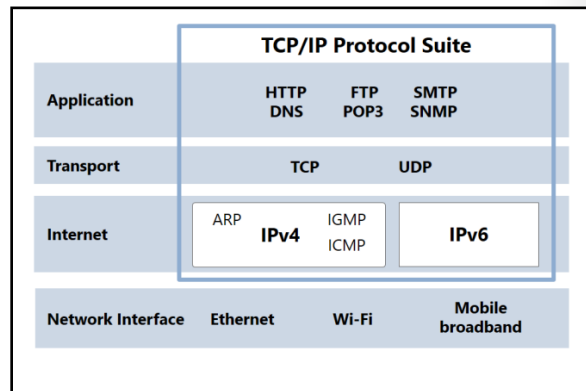 TCP/IP Protocol Suite
Application
HTTP FTP SMTP
DNS POP3 SNMP
Transport TCP UDP
Internet
ARP IPv4 IGMP
ICMP
IPv6
Network Interface Ethernet Wi-Fi Mobile
broadband